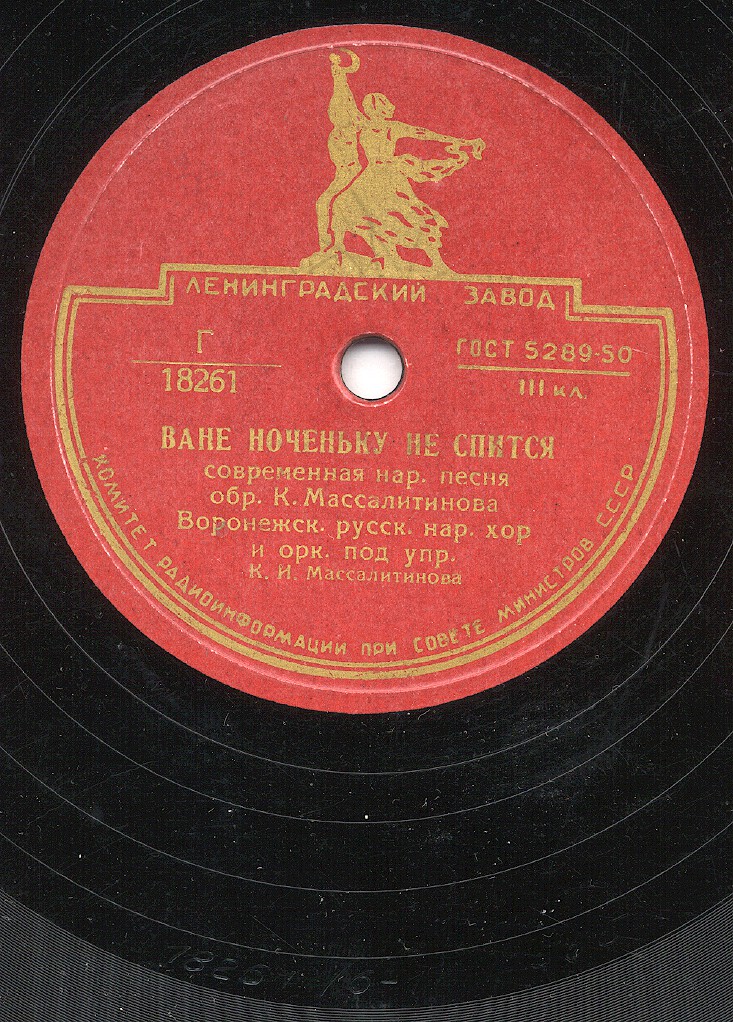 ЛЕНИНГРАДСКИЙ ЗАВОД
Г
18261
ГОСТ 5289-50
III кл.
ВАНЕ НОЧЕНЬКУ НЕ СПИТСЯ
современная нар. песня
обр. К. Массалитинова
Воронежск. русск. нар. хор
и орк. под упр.
К. И. Массалитинова
КОМИТЕТ РАДИОИНФОРМАЦИИ ПРИ СОВЕТЕ МИНИСТРОВ СССР